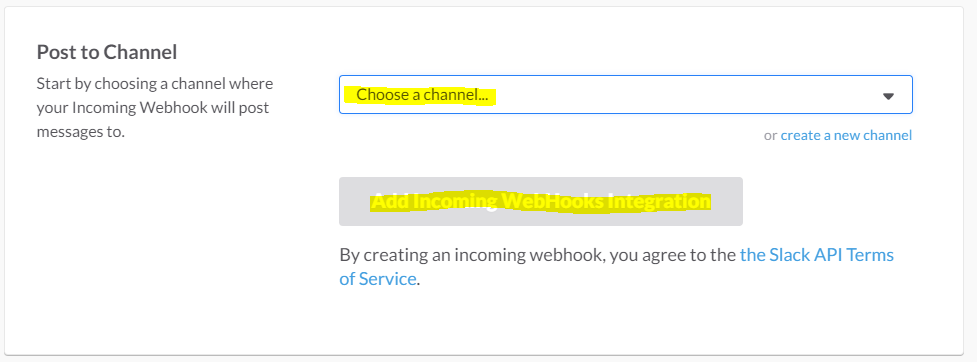 Post to Channel
Start by choosing a channel where
your Incoming Webhook will post
messages to.
Choose a channel...
or create a new channel
Add Incoming WebHooks Integration
By creating an incoming webhook, you agree to the the Slack API Terms
of Service.